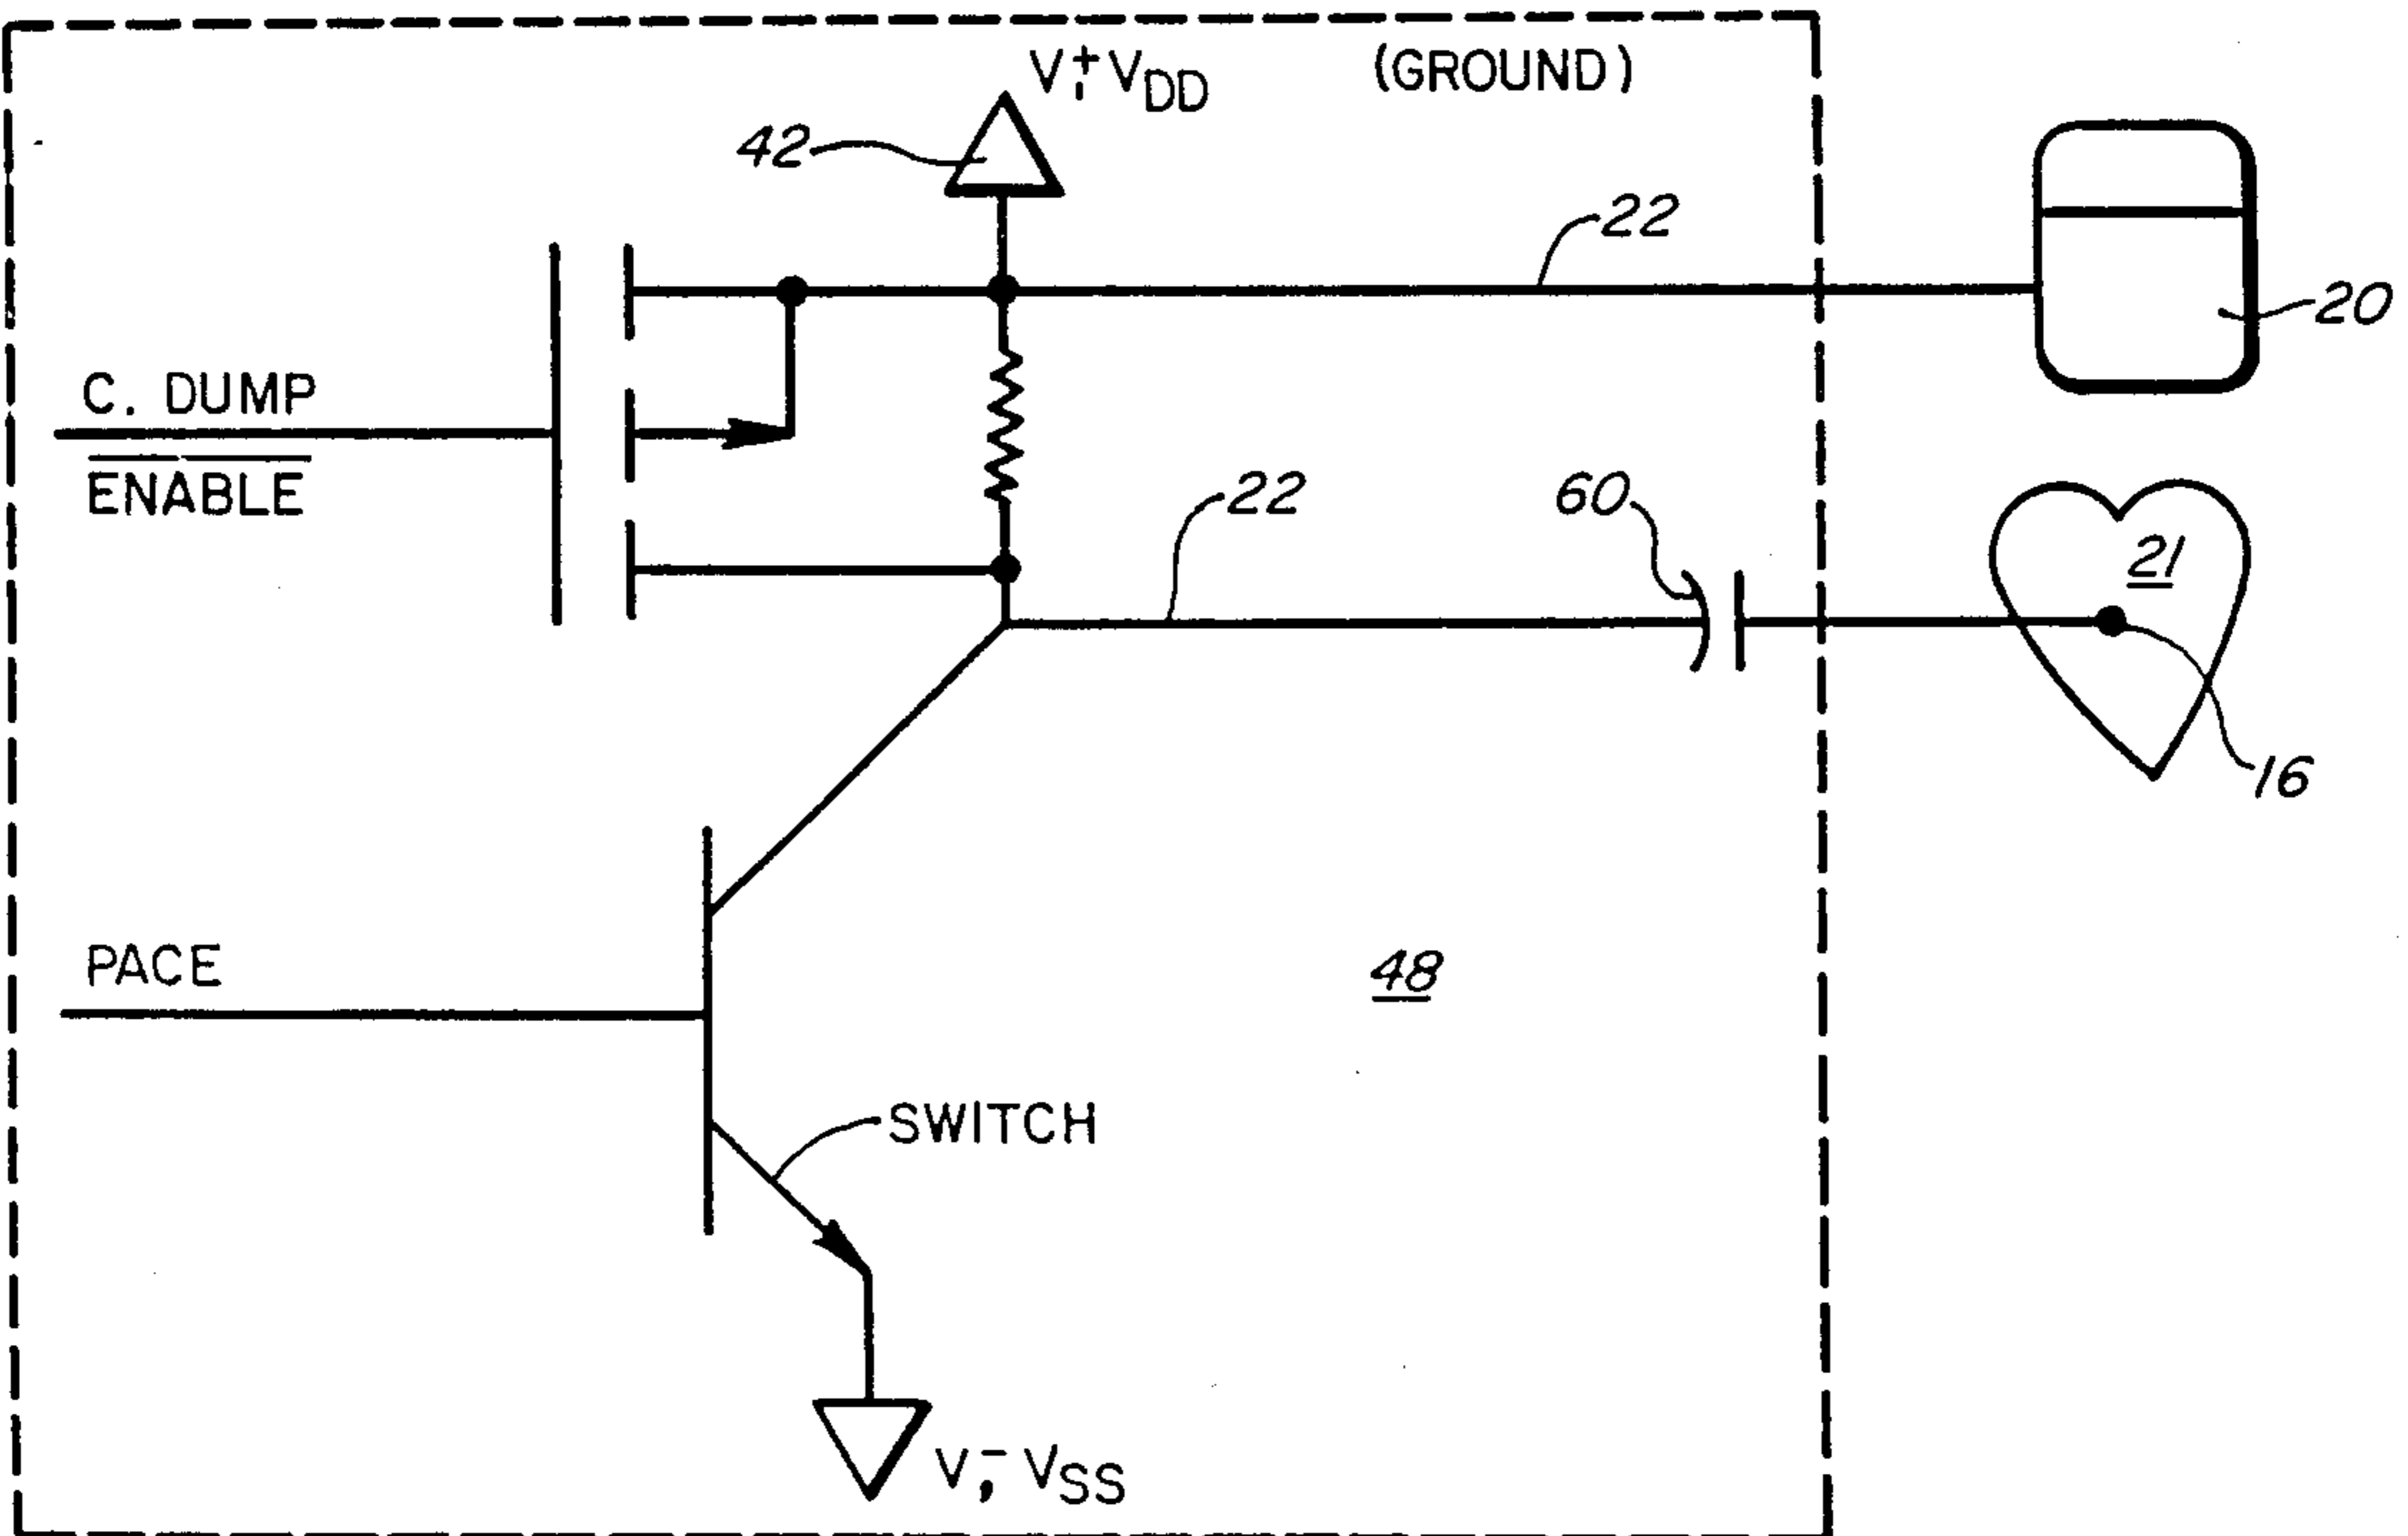 V,+ VDD
(GROUND)
42
22
20
C. DUMP
ENABLE
22
60
21
16
PACE
48
SWITCH
V,- VSS